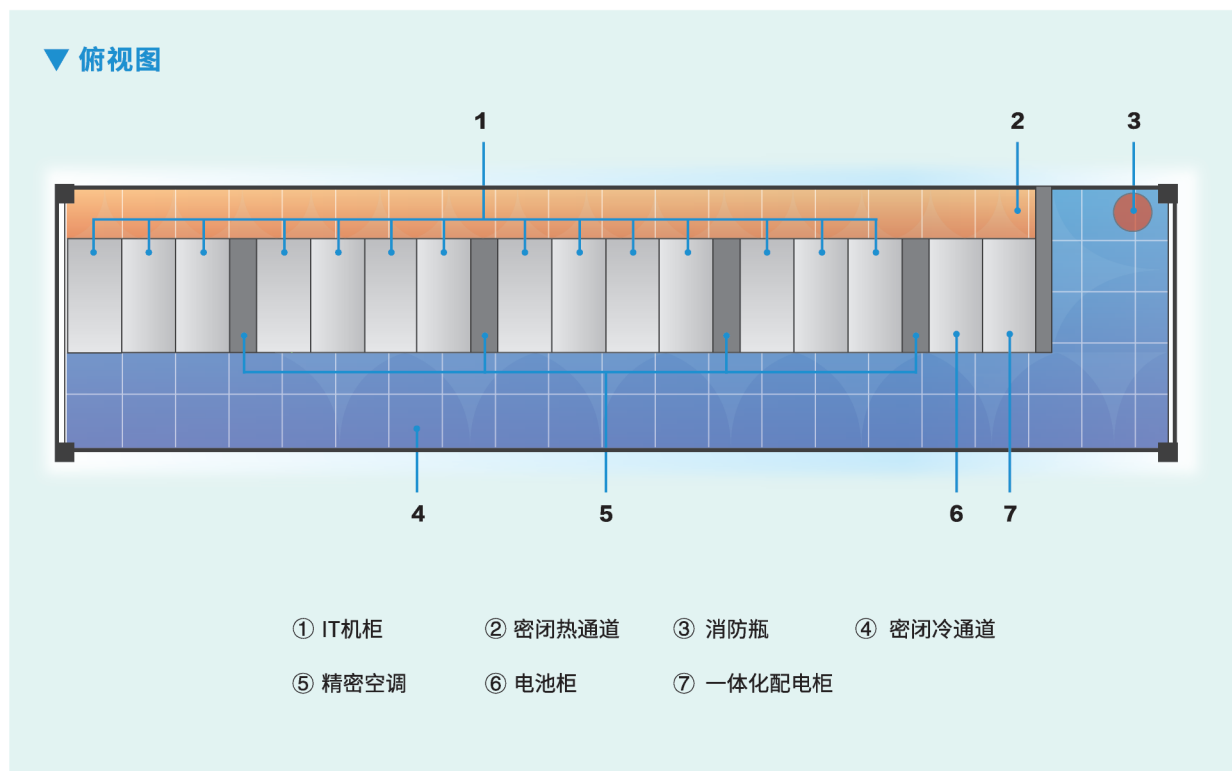 ▼ 俯视图
1 2 3
4 5 6 7
① IT机柜 ② 密闭热通道 ③ 消防瓶 ④ 密闭冷通道
⑤ 精密空调 ⑥ 电池柜 ⑦ 一体化配电柜